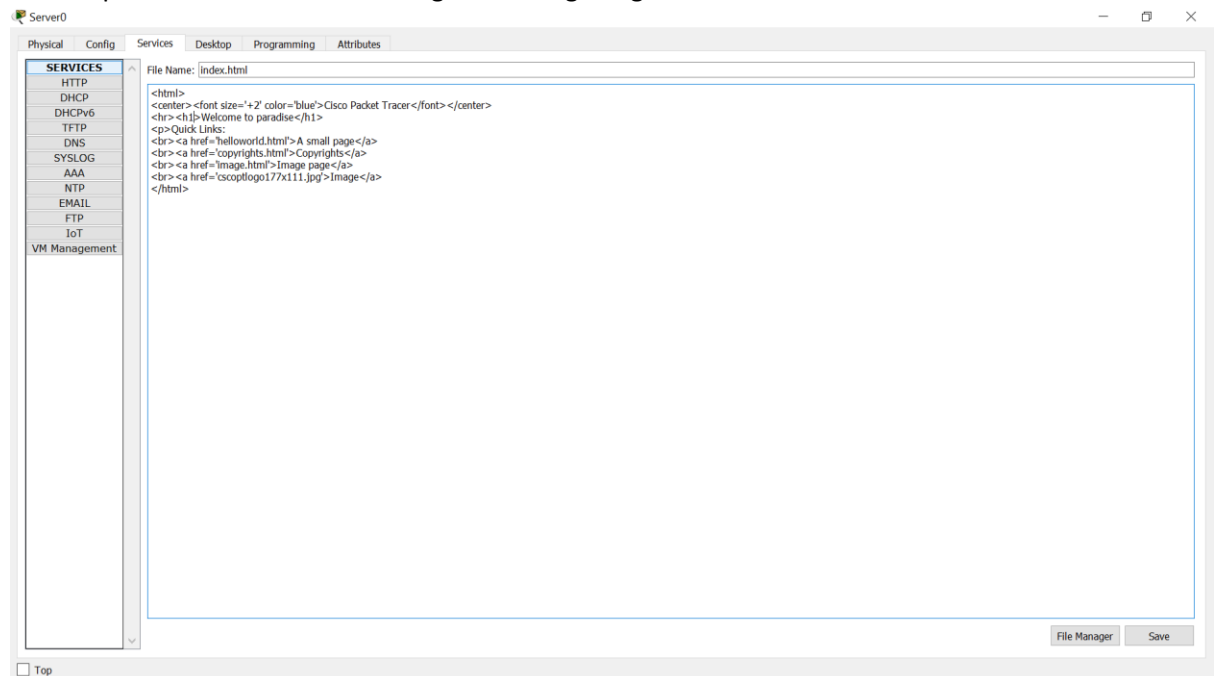 Server0
Physical Config Services Desktop Programming Attributes
SERVICES
HTTP
DHCP
DHCPv6
TFTP
DNS
SYSLOG
AAA
NTP
EMAIL
FTP
IoT
VM Management
File Name: index.html
<html>
<center><font size='+2' color='blue'>Cisco Packet Tracer</font></center>
<hr><h1>Welcome to paradise</h1>
<p>Quick Links:
<br><a href='helloworld.html'>A small page</a>
<br><a href='copyrights.html'>Copyrights</a>
<br><a href='image.html'>Image page</a>
<br><a href='cscoptlogo177x111.jpg'>Image</a>
</html>
File Manager Save
Top